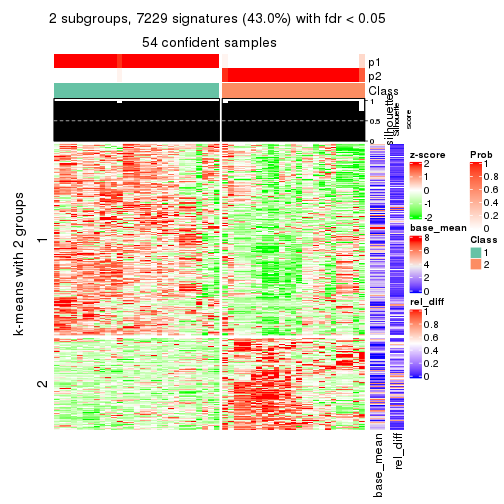 2 subgroups, 7229 signatures (43.0%) with fdr < 0.05
54 confident samples
p1
p2
Class
1
0.5
0
silhouette
Silhouette
score
k-means with 2 groups
1
2
base_mean
rel_diff
z-score
2
1
0
-1
-2
base_mean
8
6
4
2
0
rel_diff
1
0.8
0.6
0.4
0.2
0
Prob
1
0.8
0.6
0.4
0.2
0
Class
1
2